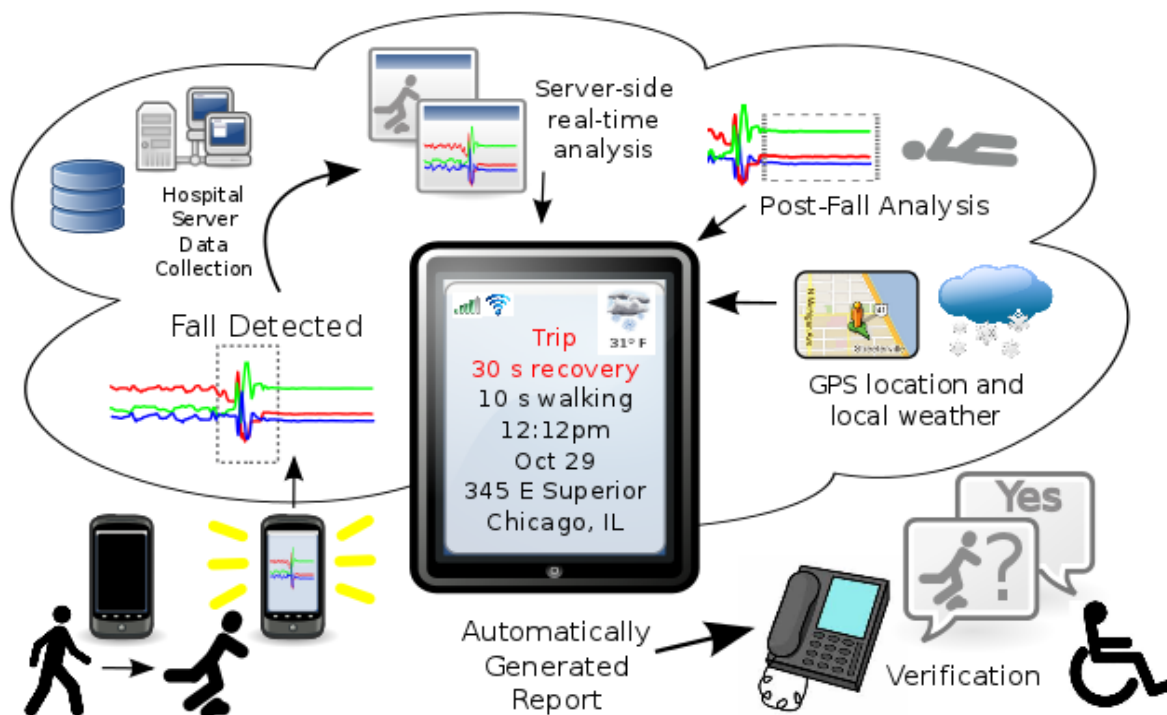 Server-side
real-time
analysis
Hospital
Server
Data
Collection
Post-Fall Analysis
Fall Detected
31° F
Trip
30 s recovery
10 s walking
12:12pm
Oct 29
345 E Superior
Chicago, IL
41
GPS location and
local weather
Yes
?
Automatically
Generated
Report
Verification